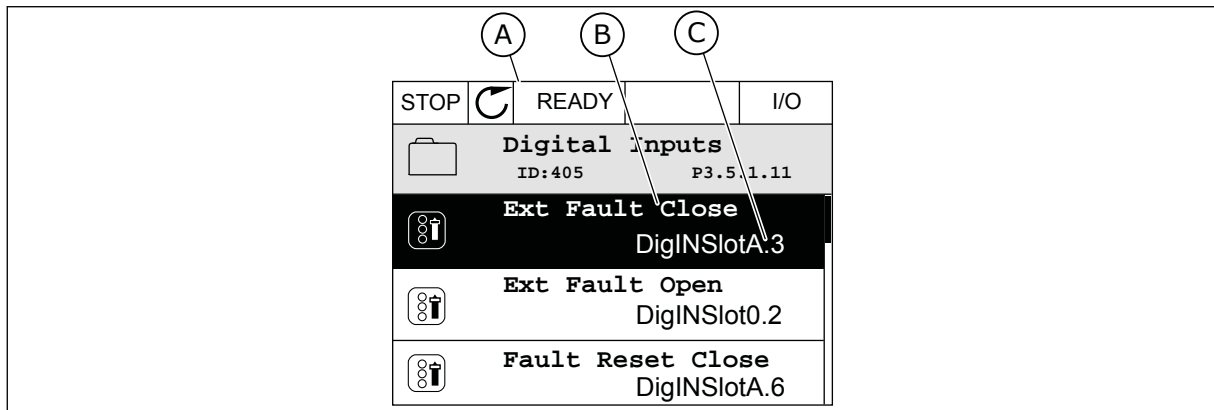 A B C
STOP READY I/O
Digital Inputs
ID:405 P3.5.1.11
Ext Fault Close
DigINSlotA.3
Ext Fault Open
DigINSlot0.2
Fault Reset Close
DigINSlotA.6